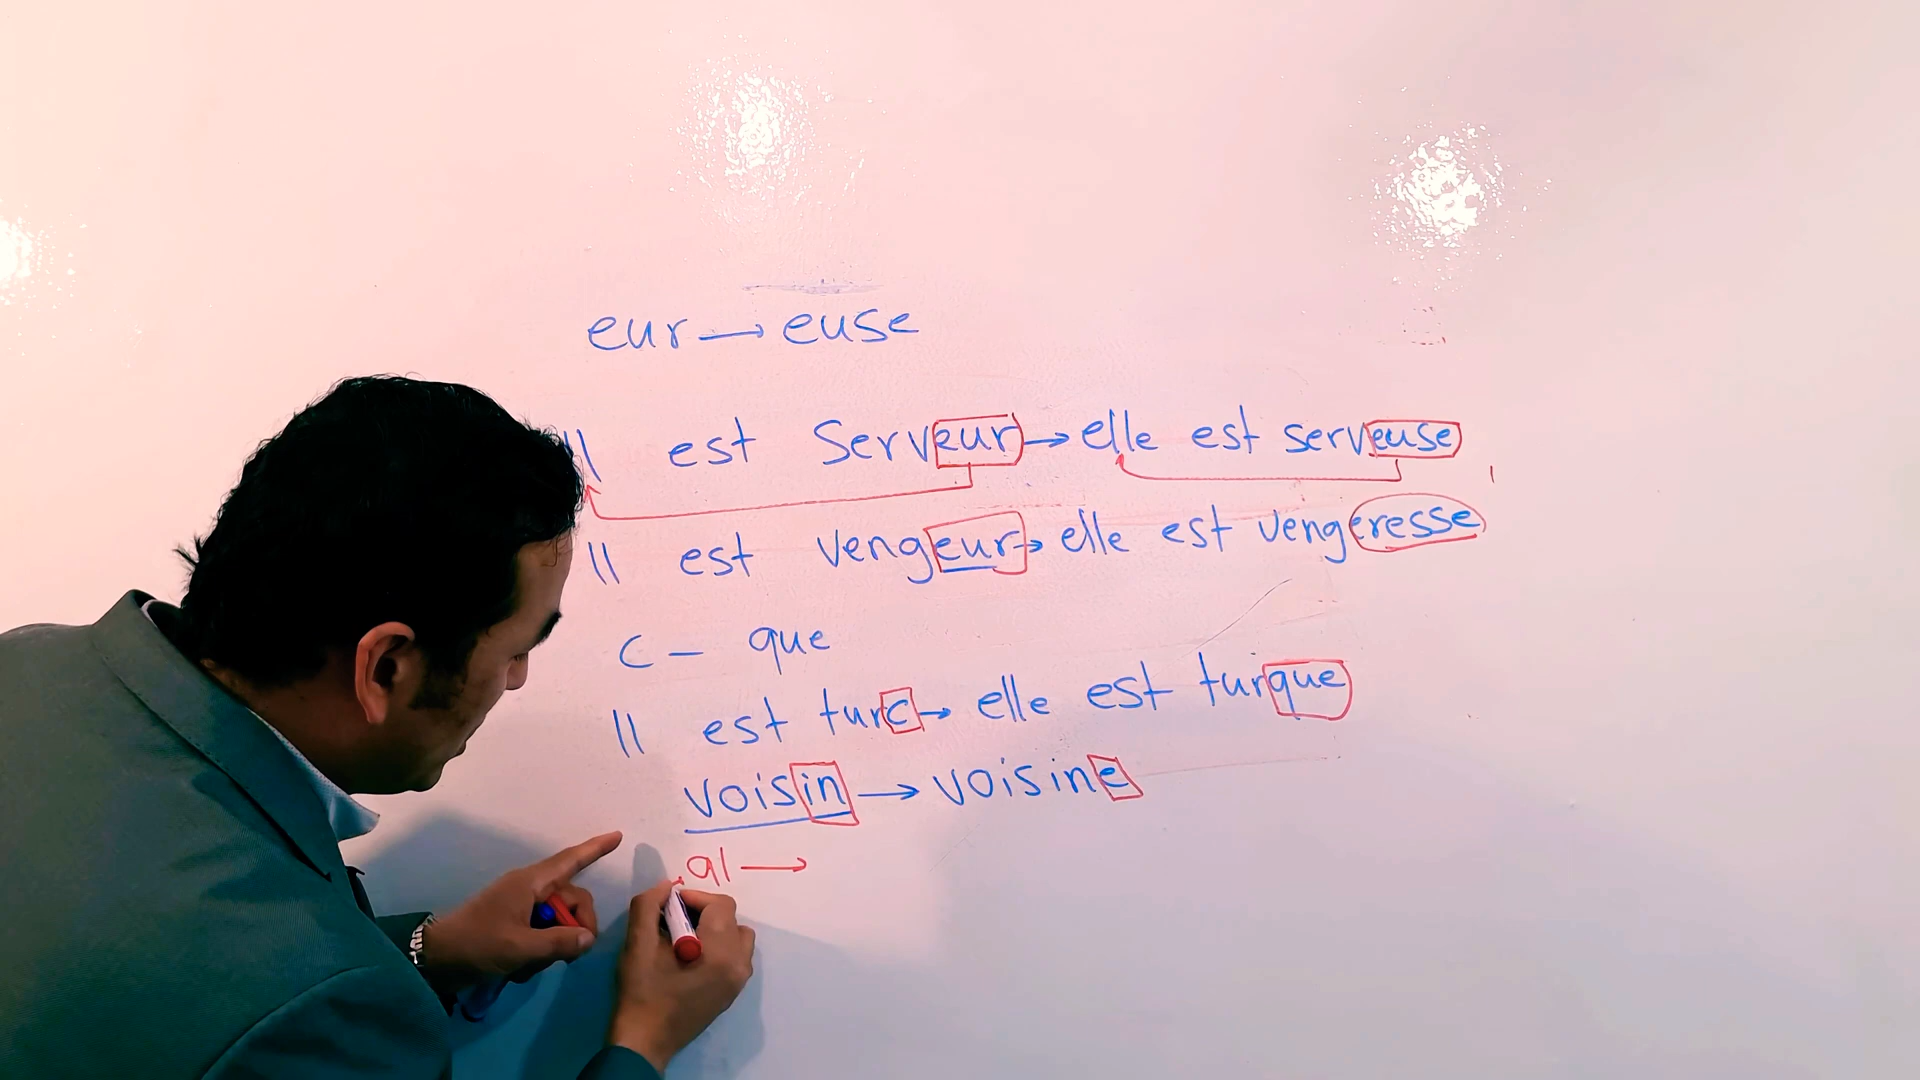 eur → euse
Il est Serveur → elle est serveuse
Il est vengeur → elle est vengeresse
c - que
Il est turc → elle est turque
voisin → voisine
al →